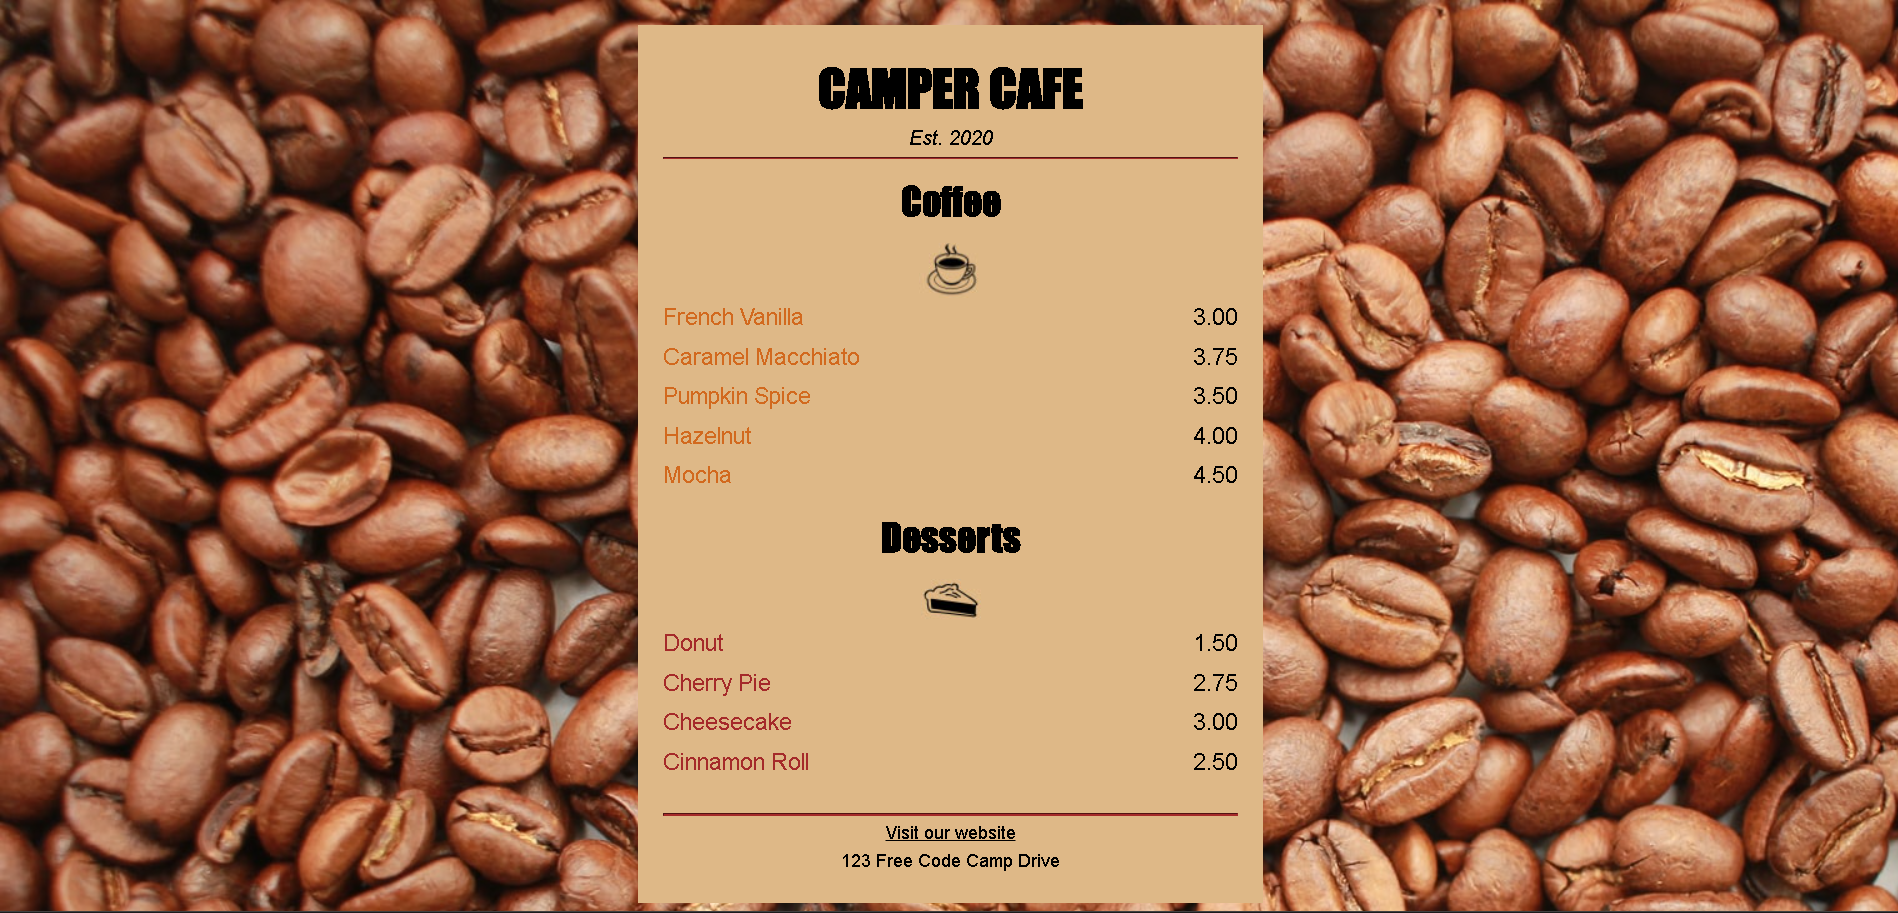 CAMPER CAFE
Est. 2020
Coffee
French Vanilla 3.00
Caramel Macchiato 3.75
Pumpkin Spice 3.50
Hazelnut 4.00
Mocha 4.50
Desserts
Donut 1.50
Cherry Pie 2.75
Cheesecake 3.00
Cinnamon Roll 2.50
Visit our website
123 Free Code Camp Drive